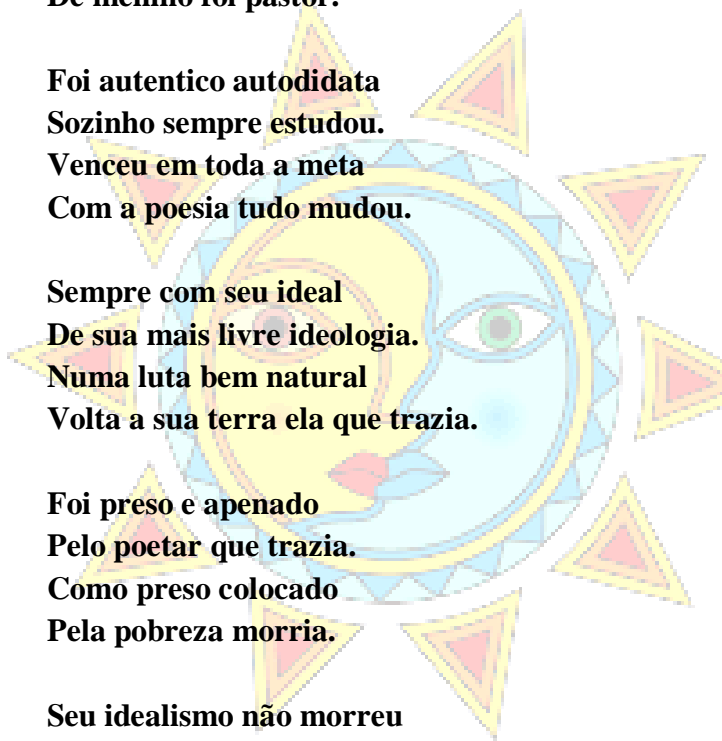 De menino foi pastor.
Foi autentico autodidata
Sozinho sempre estudou.
Venceu em toda a meta
Com a poesia tudo mudou.
Sempre com seu ideal
De sua mais livre ideologia.
Numa luta bem natural
Volta a sua terra ela que trazia.
Foi preso e apenado
Pelo poetar que trazia.
Como preso colocado
Pela pobreza morria.
Seu idealismo não morreu